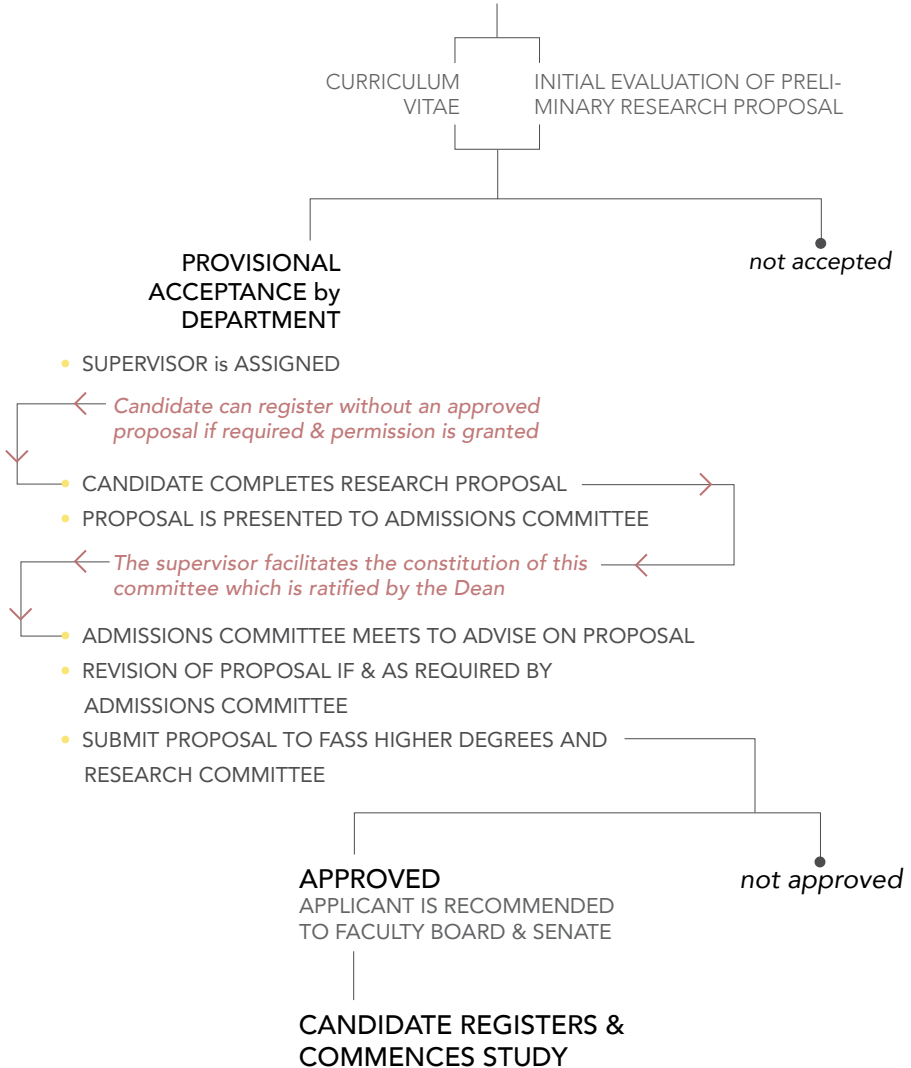 CURRICULUM
VITAE
INITIAL EVALUATION OF PRELI-
MINARY RESEARCH PROPOSAL
PROVISIONAL
ACCEPTANCE by
DEPARTMENT
not accepted
• SUPERVISOR is ASSIGNED
Candidate can register without an approved
proposal if required & permission is granted
• CANDIDATE COMPLETES RESEARCH PROPOSAL
• PROPOSAL IS PRESENTED TO ADMISSIONS COMMITTEE
The supervisor facilitates the constitution of this
committee which is ratified by the Dean
• ADMISSIONS COMMITTEE MEETS TO ADVISE ON PROPOSAL
• REVISION OF PROPOSAL IF & AS REQUIRED BY
ADMISSIONS COMMITTEE
• SUBMIT PROPOSAL TO FASS HIGHER DEGREES AND
RESEARCH COMMITTEE
APPROVED
APPLICANT IS RECOMMENDED
TO FACULTY BOARD & SENATE
not approved
CANDIDATE REGISTERS &
COMMENCES STUDY